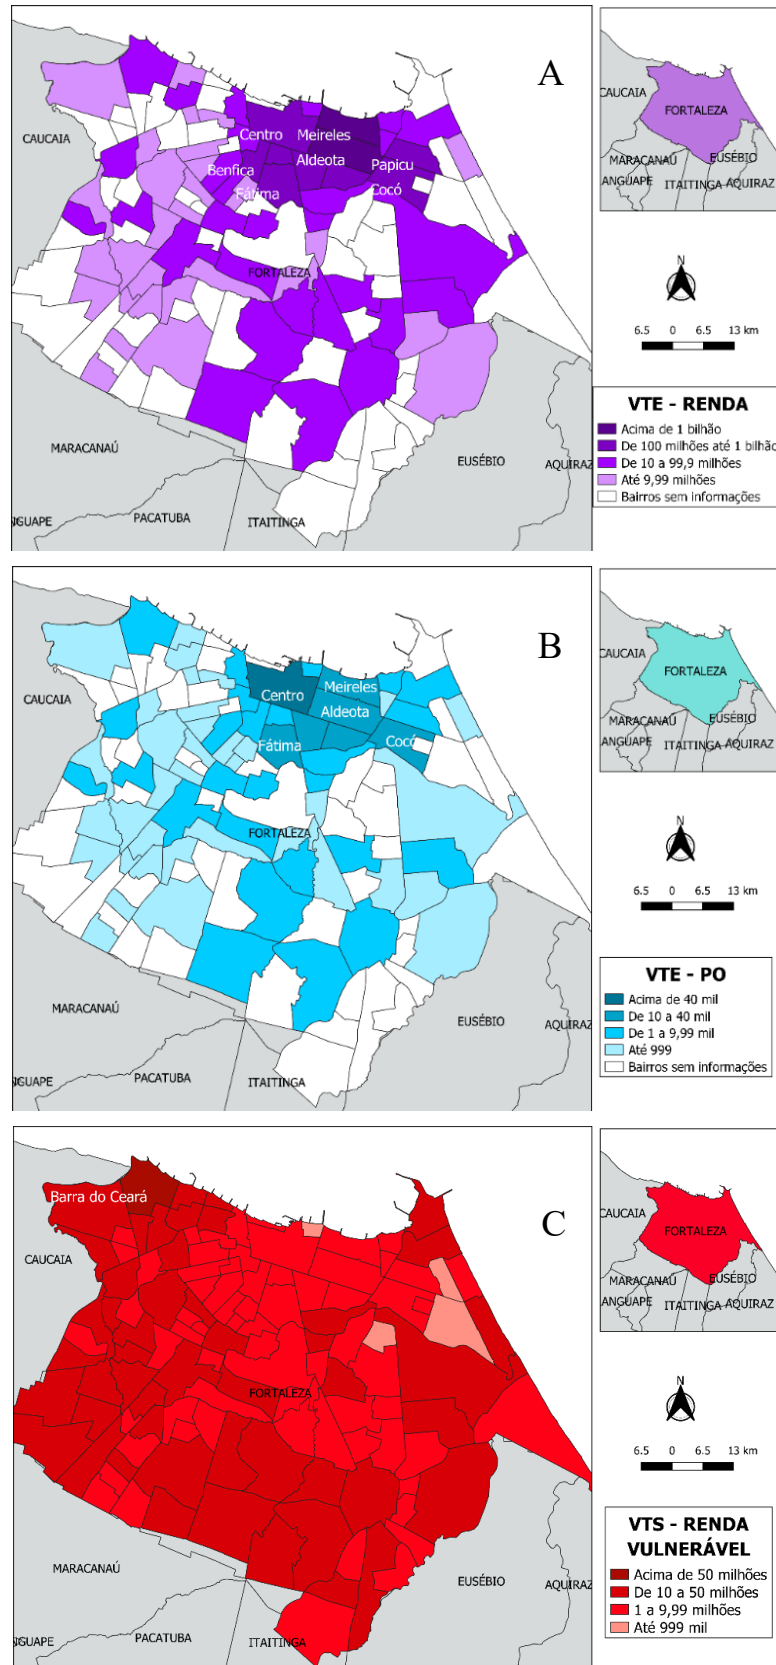 A
CAUCAIA
Centro
Meireles
Aldeota
Papicu
Benfica
Fátima
Cocó
FORTALEZA
MARACANAÚ
EUSÉBIO
AQUIRAZ
NGUAPE
PACATUBA
ITAITINGA
CAUCAIA
FORTALEZA
MARACANAÚ
EUSÉBIO
ANGUAPE
ITAITINGA
AQUIRAZ
N
6.5 0 6.5 13 km
VTE - RENDA
Acima de 1 bilhão
De 100 milhões até 1 bilhão
De 10 a 99,9 milhões
Até 9,99 milhões
Bairros sem informações
B
CAUCAIA
Centro
Meireles
Aldeota
Fátima
Cocó
FORTALEZA
MARACANAÚ
EUSÉBIO
AQUIRAZ
NGUAPE
PACATUBA
ITAITINGA
CAUCAIA
FORTALEZA
MARACANAÚ
EUSÉBIO
ANGUAPE
ITAITINGA
AQUIRAZ
N
6.5 0 6.5 13 km
VTE - PO
Acima de 40 mil
De 10 a 40 mil
De 1 a 9,99 mil
Até 999
Bairros sem informações
C
Barra do Ceará
CAUCAIA
FORTALEZA
MARACANAÚ
EUSÉBIO
AQUIRAZ
NGUAPE
PACATUBA
ITAITINGA
CAUCAIA
FORTALEZA
MARACANAÚ
EUSÉBIO
ANGUAPE
ITAITINGA
AQUIRAZ
N
6.5 0 6.5 13 km
VTS - RENDA
VULNERÁVEL
Acima de 50 milhões
De 10 a 50 milhões
1 a 9,99 milhões
Até 999 mil